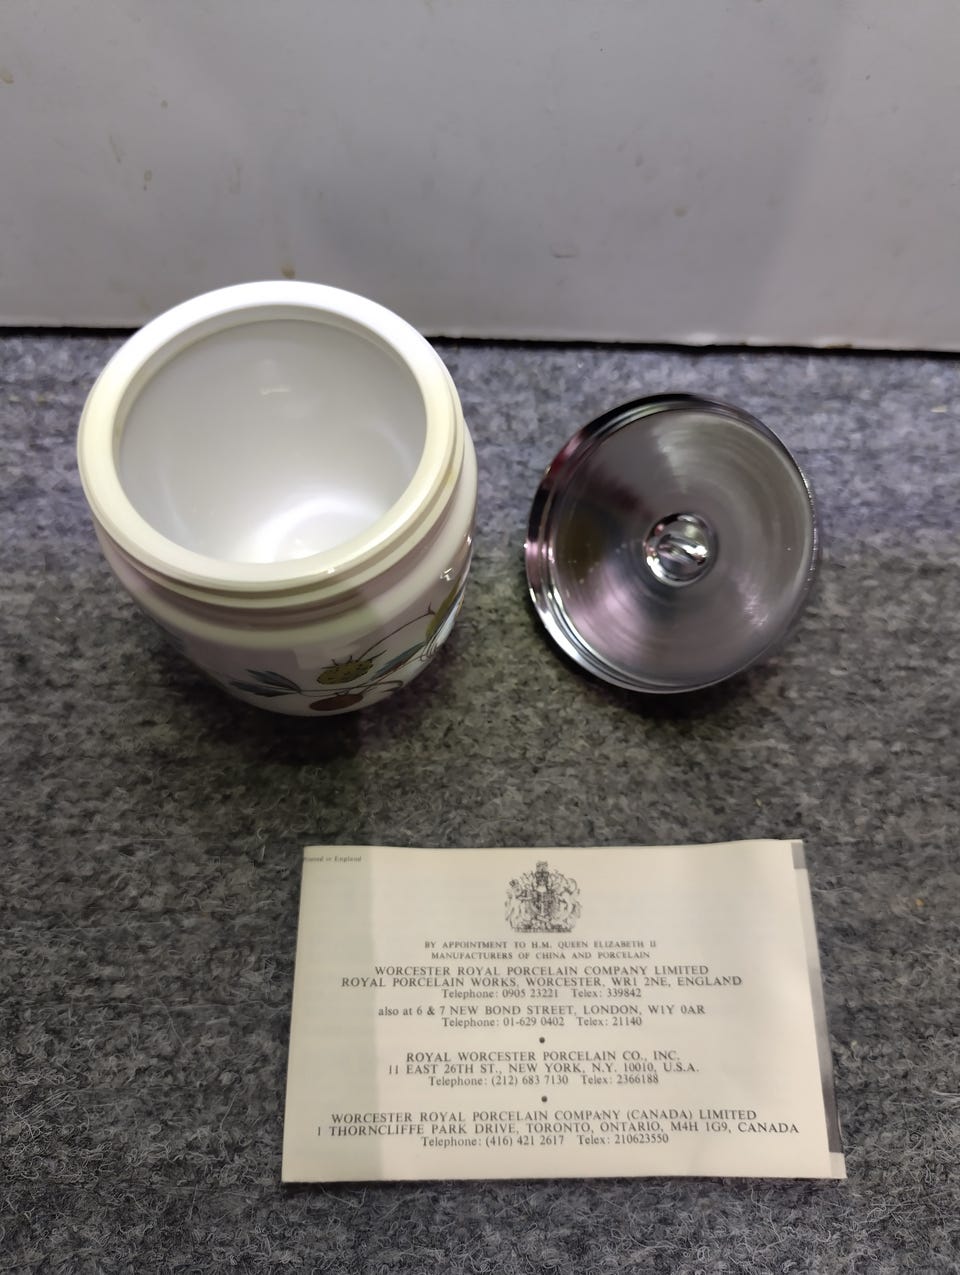 Printed in England
BY APPOINTMENT TO H.M. QUEEN ELIZABETH II
MANUFACTURERS OF CHINA AND PORCELAIN
WORCESTER ROYAL PORCELAIN COMPANY LIMITED
ROYAL PORCELAIN WORKS, WORCESTER, WR1 2NE, ENGLAND
Telephone: 0905 23221 Telex: 339842
also at 6 & 7 NEW BOND STREET, LONDON, W1Y 0AR
Telephone: 01-629 0402 Telex: 21140
ROYAL WORCESTER PORCELAIN CO., INC.
11 EAST 26TH ST., NEW YORK, N.Y. 10010, U.S.A.
Telephone: (212) 683 7130 Telex: 2366188
WORCESTER ROYAL PORCELAIN COMPANY (CANADA) LIMITED
1 THORNCLIFFE PARK DRIVE, TORONTO, ONTARIO, M4H 1G9, CANADA
Telephone: (416) 421 2617 Telex: 210623550